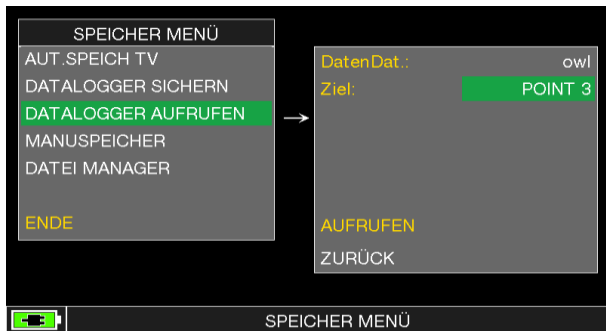 SPEICHER MENÜ
AUT.SPEICH TV
DATALOGGER SICHERN
DATALOGGER AUFRUFEN
MANUSPEICHER
DATEI MANAGER
ENDE
→
DatenDat.: owl
Ziel: POINT 3
AUFRUFEN
ZURÜCK
SPEICHER MENÜ